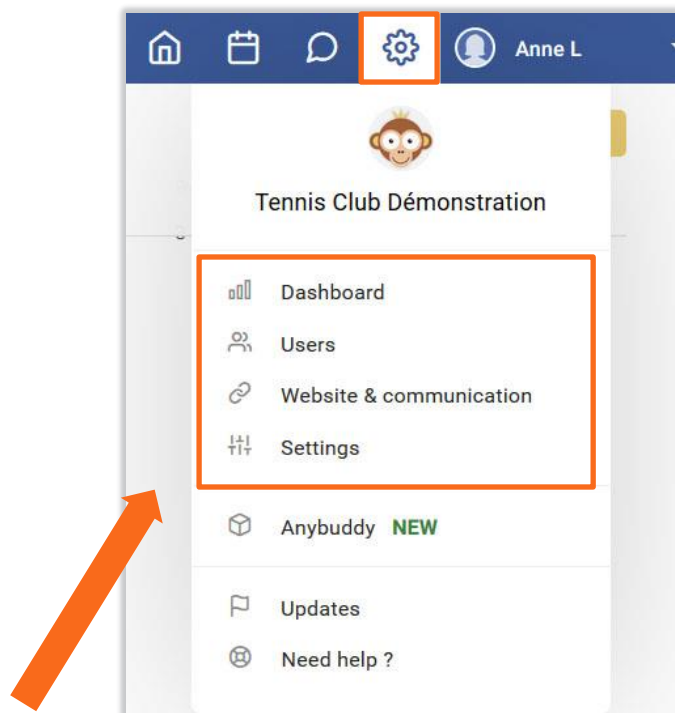 Anne L
Tennis Club Démonstration
Dashboard
Users
Website & communication
Settings
Anybuddy NEW
Updates
Need help ?